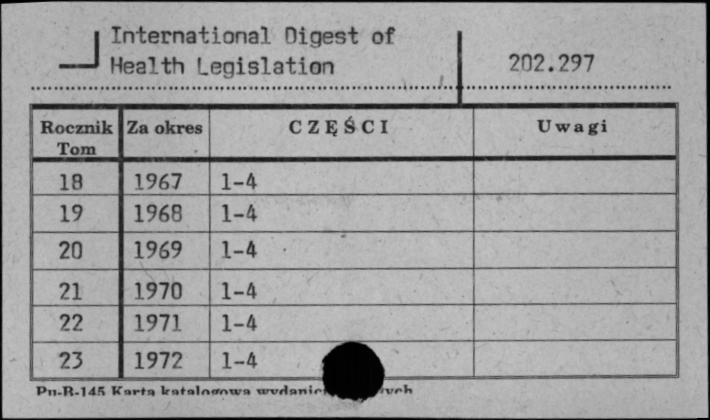 International Digest of
Health Legislation
202.297
Rocznik Tom Za okres CZĘŚCI Uwagi
18 1967 1-4
19 1968 1-4
20 1969 1-4
21 1970 1-4
22 1971 1-4
23 1972 1-4
Pu-R-145 Karta katalogowa